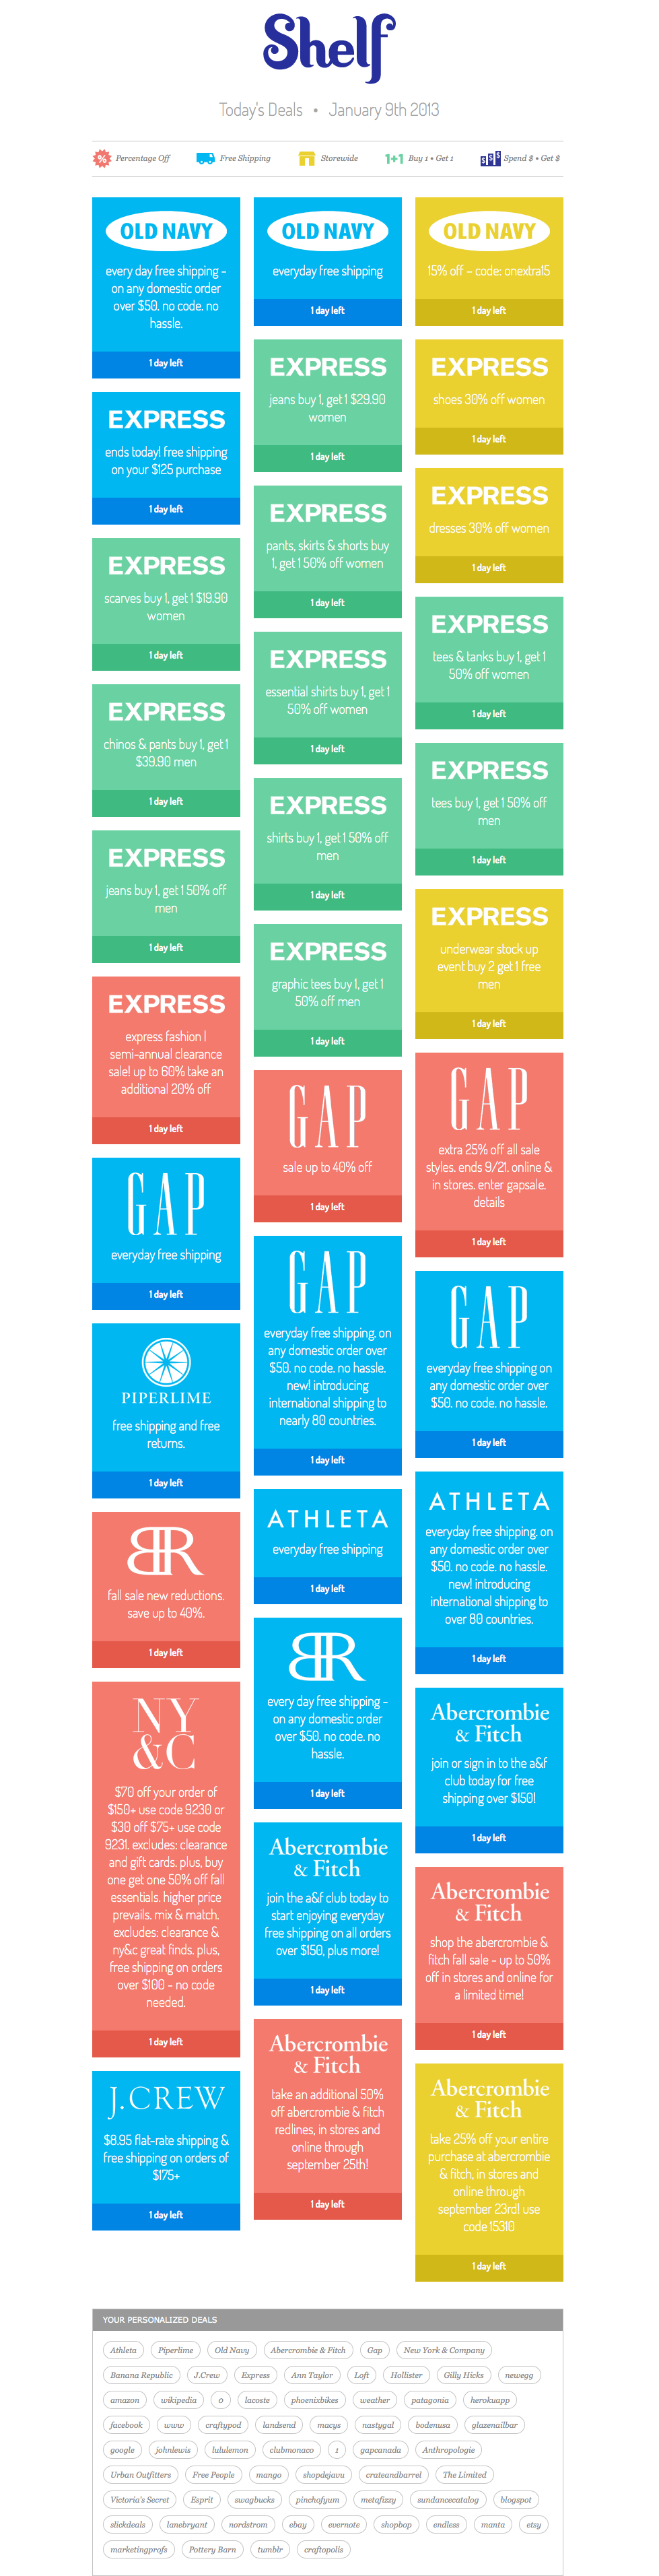 Shelf
Today's Deals • January 9th 2013
% Percentage Off
Free Shipping
Storewide
1+1 Buy 1 • Get 1
$ $ $ Spend $ • Get $
OLD NAVY
every day free shipping -
on any domestic order
over $50. no code. no
hassle.
1 day left
OLD NAVY
everyday free shipping
1 day left
OLD NAVY
15% off – code: onextra15
1 day left
EXPRESS
ends today! free shipping
on your $125 purchase
1 day left
EXPRESS
jeans buy 1, get 1 $29.90
women
1 day left
EXPRESS
shoes 30% off women
1 day left
EXPRESS
scarves buy 1, get 1 $19.90
women
1 day left
EXPRESS
pants, skirts & shorts buy
1, get 1 50% off women
1 day left
EXPRESS
dresses 30% off women
1 day left
EXPRESS
chinos & pants buy 1, get 1
$39.90 men
1 day left
EXPRESS
essential shirts buy 1, get 1
50% off women
1 day left
EXPRESS
tees & tanks buy 1, get 1
50% off women
1 day left
EXPRESS
jeans buy 1, get 1 50% off
men
1 day left
EXPRESS
shirts buy 1, get 1 50% off
men
1 day left
EXPRESS
tees buy 1, get 1 50% off
men
1 day left
EXPRESS
express fashion |
semi-annual clearance
sale! up to 60% take an
additional 20% off
1 day left
EXPRESS
graphic tees buy 1, get 1
50% off men
1 day left
EXPRESS
underwear stock up
event buy 2 get 1 free
men
1 day left
GAP
everyday free shipping
1 day left
GAP
sale up to 40% off
1 day left
GAP
extra 25% off all sale
styles. ends 9/21. online &
in stores. enter gapsale.
details
1 day left
PIPERLIME
free shipping and free
returns.
1 day left
GAP
everyday free shipping. on
any domestic order over
$50. no code. no hassle.
new! introducing
international shipping to
nearly 80 countries.
1 day left
GAP
everyday free shipping on
any domestic order over
$50. no code. no hassle.
1 day left
BR
fall sale new reductions.
save up to 40%.
1 day left
ATHLETA
everyday free shipping
1 day left
ATHLETA
everyday free shipping. on
any domestic order over
$50. no code. no hassle.
new! introducing
international shipping to
over 80 countries.
1 day left
NY
&C
$70 off your order of
$150+ use code 9230 or
$30 off $75+ use code
9231. excludes: clearance
and gift cards. plus, buy
one get one 50% off fall
essentials. higher price
prevails. mix & match.
excludes: clearance &
ny&c great finds. plus,
free shipping on orders
over $100 - no code
needed.
1 day left
BR
every day free shipping -
on any domestic order
over $50. no code. no
hassle.
1 day left
Abercrombie
& Fitch
join or sign in to the a&f
club today for free
shipping over $150!
1 day left
Abercrombie
& Fitch
join the a&f club today to
start enjoying everyday
free shipping on all orders
over $150, plus more!
1 day left
Abercrombie
& Fitch
shop the abercrombie &
fitch fall sale - up to 50%
off in stores and online for
a limited time!
1 day left
J.CREW
$8.95 flat-rate shipping &
free shipping on orders of
$175+
1 day left
Abercrombie
& Fitch
take an additional 50%
off abercrombie & fitch
redlines, in stores and
online through
september 25th!
1 day left
Abercrombie
& Fitch
take 25% off your entire
purchase at abercrombie
& fitch, in stores and
online through
september 23rd! use
code 15310
1 day left
YOUR PERSONALIZED DEALS
Athleta Piperlime Old Navy Abercrombie & Fitch Gap New York & Company
Banana Republic J.Crew Express Ann Taylor Loft Hollister Gilly Hicks newegg
amazon wikipedia 0 lacoste phoenixbikes weather patagonia herokuapp
facebook www craftypod landsend macys nastygal bodenusa glazenailbar
google johnlewis lululemon clubmonaco 1 gapcanada Anthropologie
Urban Outfitters Free People mango shopdejavu crateandbarrel The Limited
Victoria's Secret Esprit swagbucks pinchofyum metafizzy sundancecatalog blogspot
slickdeals lanebryant nordstrom ebay evernote shopbop endless manta etsy
marketingprofs Pottery Barn tumblr craftopolis